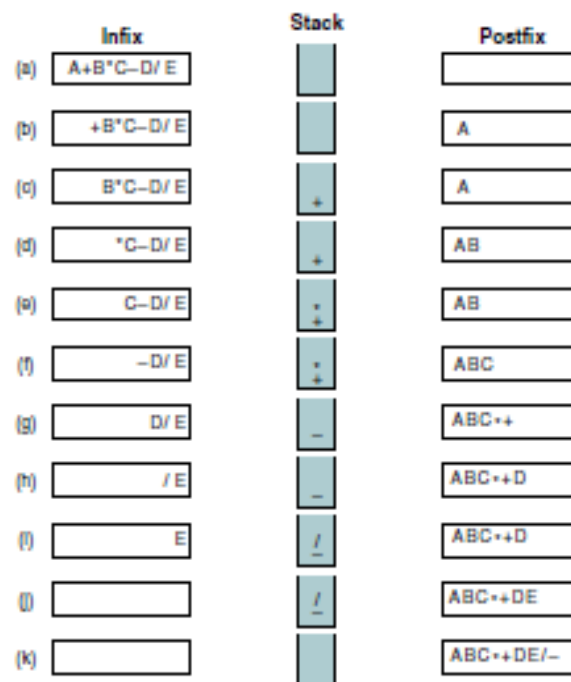 Infix Stack Postfix
(a) A+B*C–D/ E
(b) +B*C–D/ E A
(c) B*C–D/ E + A
(d) *C–D/ E + AB
(e) C–D/ E * + AB
(f) –D/ E * + ABC
(g) D/ E – ABC*+
(h) / E – ABC*+D
(i) E / – ABC*+D
(j) / – ABC*+DE
(k) ABC*+DE/–